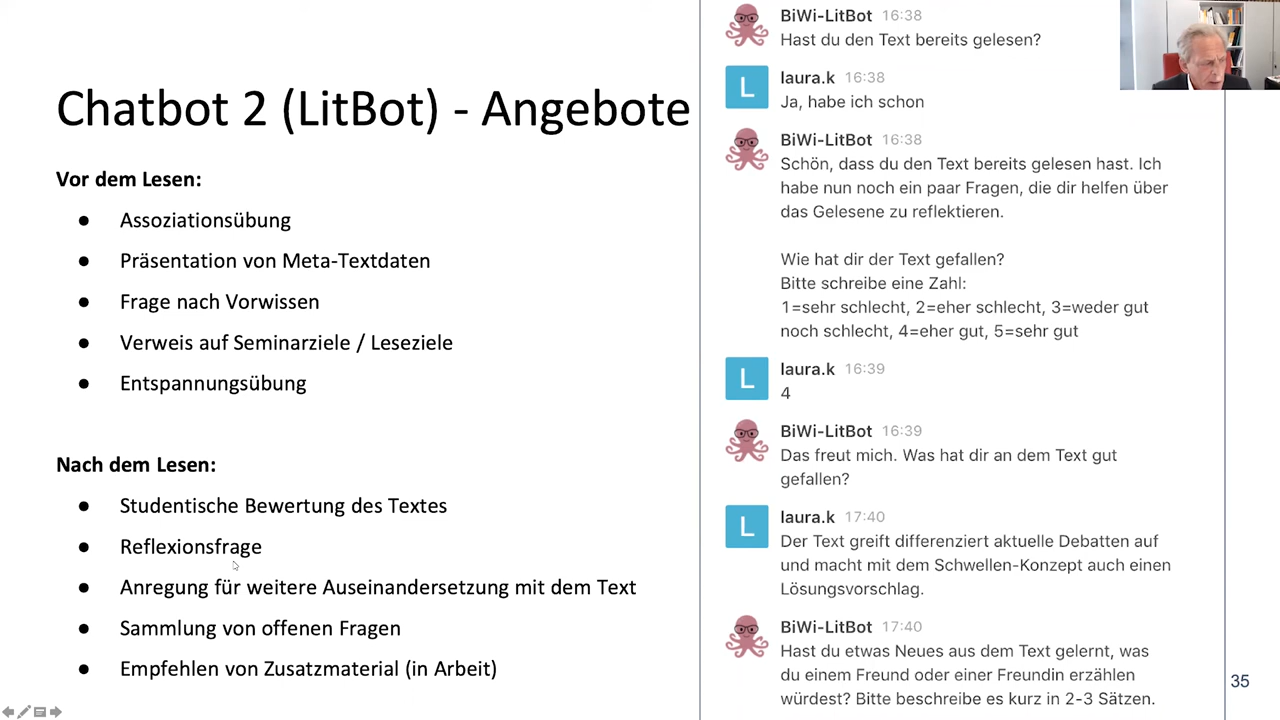 Chatbot 2 (LitBot) - Angebote
Vor dem Lesen:
● Assoziationsübung
● Präsentation von Meta-Textdaten
● Frage nach Vorwissen
● Verweis auf Seminarziele / Leseziele
● Entspannungsübung
Nach dem Lesen:
● Studentische Bewertung des Textes
● Reflexionsfrage
● Anregung für weitere Auseinandersetzung mit dem Text
● Sammlung von offenen Fragen
● Empfehlen von Zusatzmaterial (in Arbeit)
BiWi-LitBot 16:38
Hast du den Text bereits gelesen?
L
laura.k 16:38
Ja, habe ich schon
BiWi-LitBot 16:38
Schön, dass du den Text bereits gelesen hast. Ich
habe nun noch ein paar Fragen, die dir helfen über
das Gelesene zu reflektieren.
Wie hat dir der Text gefallen?
Bitte schreibe eine Zahl:
1=sehr schlecht, 2=eher schlecht, 3=weder gut
noch schlecht, 4=eher gut, 5=sehr gut
L
laura.k 16:39
4
BiWi-LitBot 16:39
Das freut mich. Was hat dir an dem Text gut
gefallen?
L
laura.k 17:40
Der Text greift differenziert aktuelle Debatten auf
und macht mit dem Schwellen-Konzept auch einen
Lösungsvorschlag.
BiWi-LitBot 17:40
Hast du etwas Neues aus dem Text gelernt, was
du einem Freund oder einer Freundin erzählen
würdest? Bitte beschreibe es kurz in 2-3 Sätzen.
35